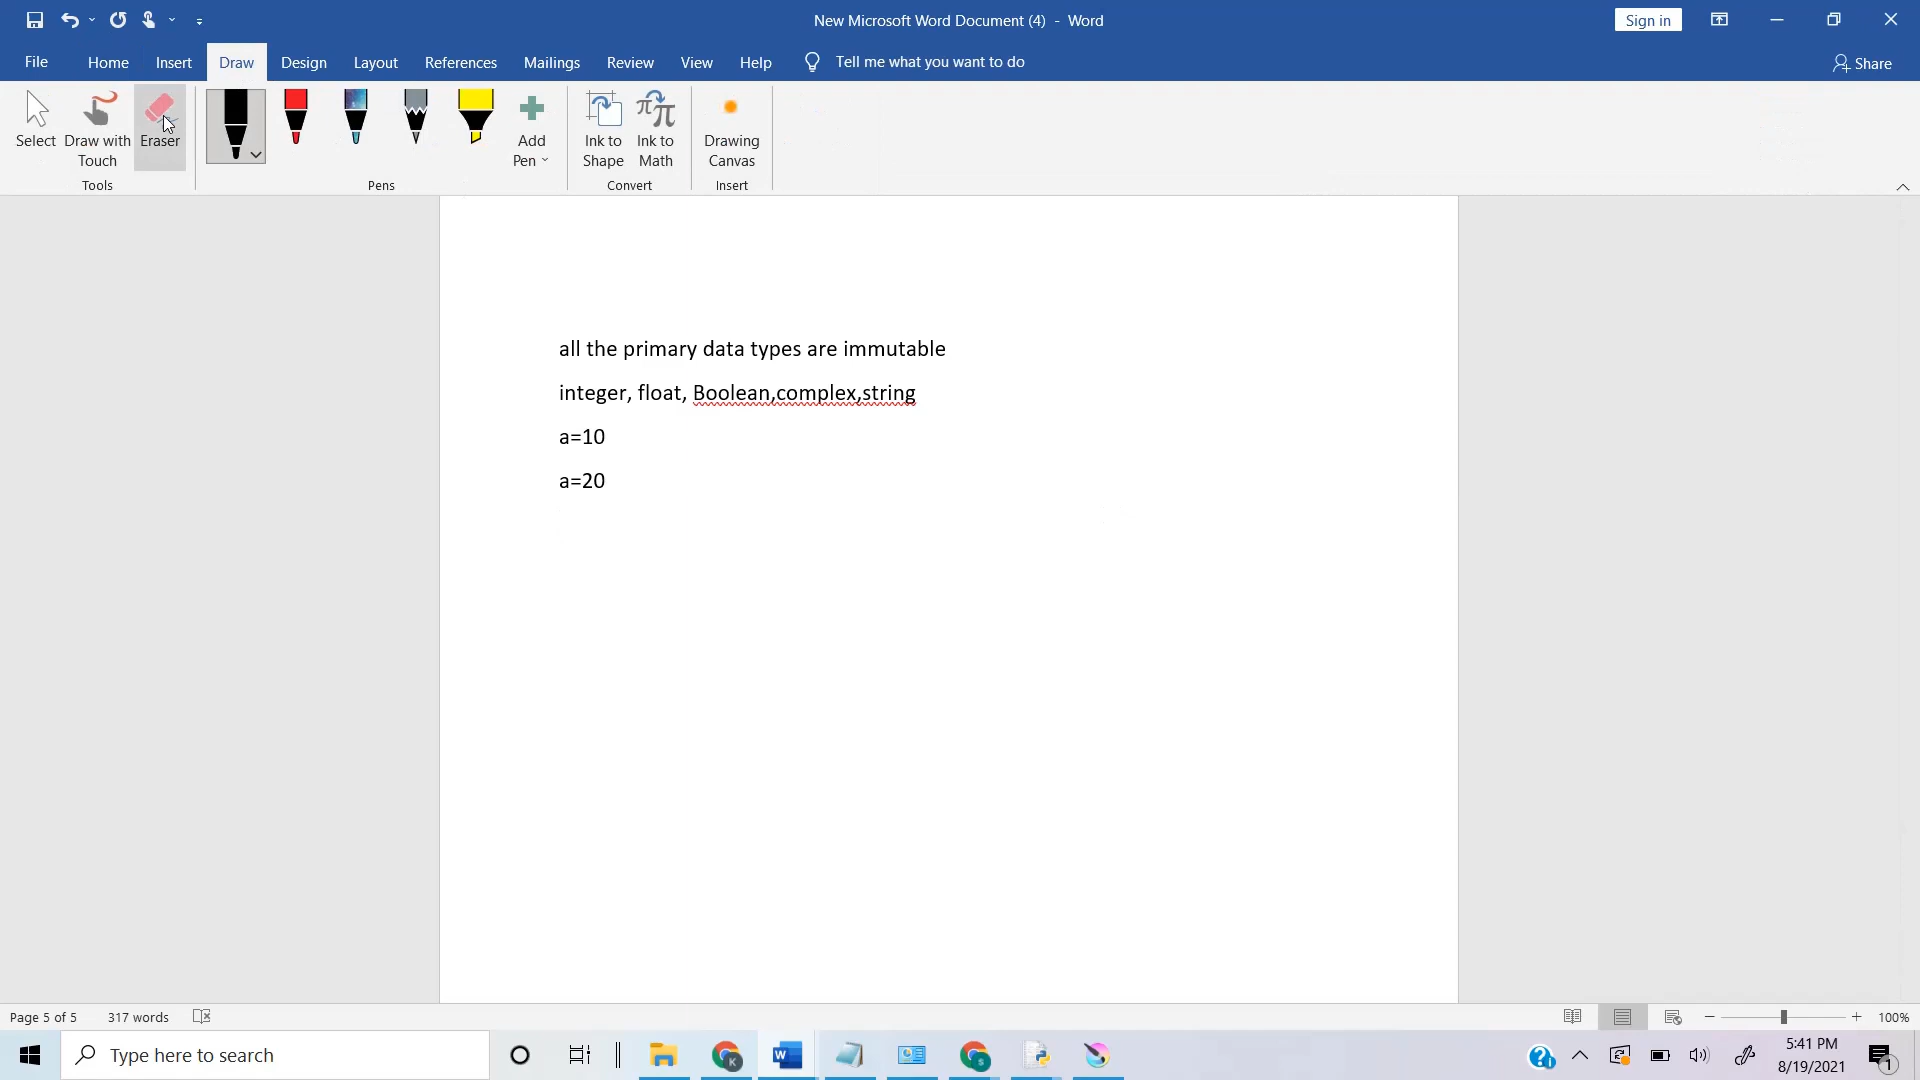 New Microsoft Word Document (4) - Word
Sign in
File Home Insert Draw Design Layout References Mailings Review View Help Tell me what you want to do Share
Select Draw with Touch Eraser
Add Pen
Ink to Shape
Ink to Math
Drawing Canvas
Tools Pens Convert Insert
all the primary data types are immutable
integer, float, Boolean,complex,string
a=10
a=20
Page 5 of 5 317 words 100%
Type here to search
K
W
S
5:41 PM
8/19/2021
1